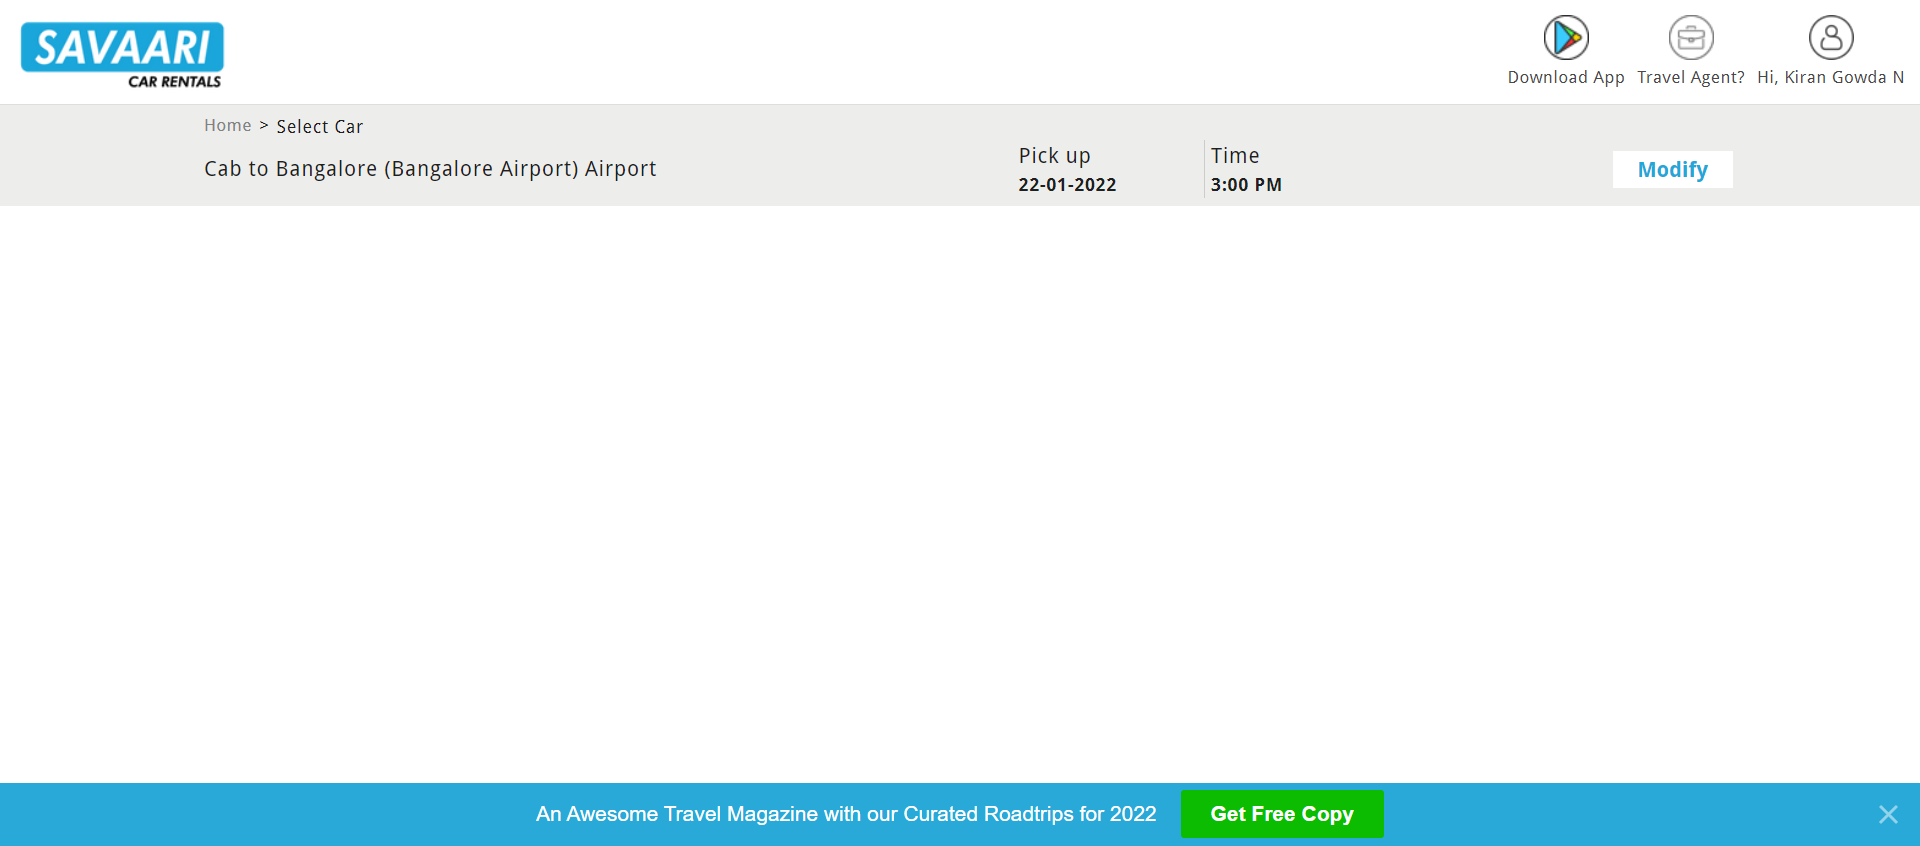 SAVAARI
CAR RENTALS
Download App
Travel Agent?
Hi, Kiran Gowda N
Home > Select Car
Cab to Bangalore (Bangalore Airport) Airport
Pick up
22-01-2022
Time
3:00 PM
Modify
An Awesome Travel Magazine with our Curated Roadtrips for 2022
Get Free Copy